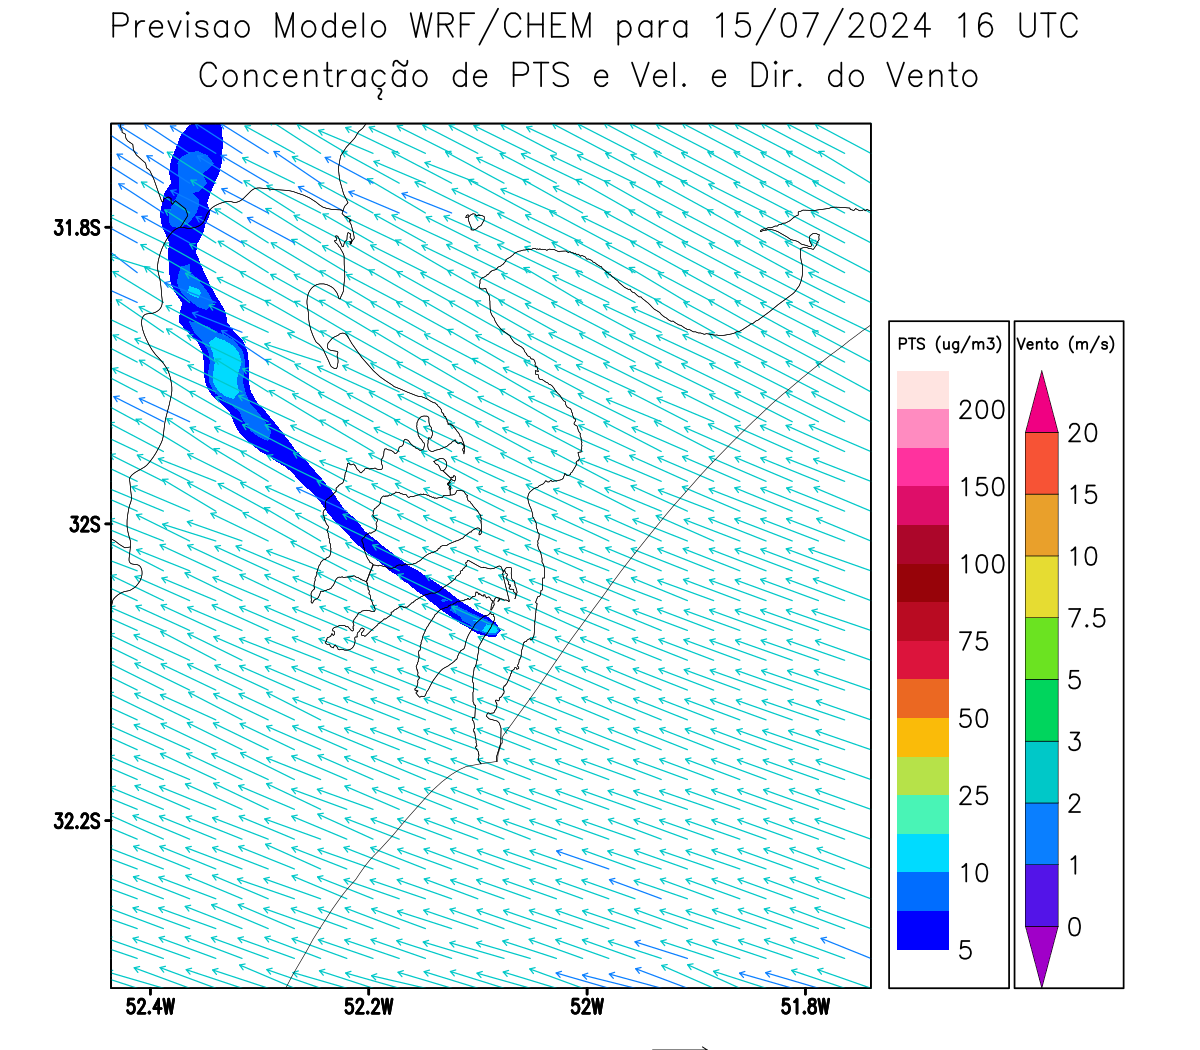 Previsao Modelo WRF/CHEM para 15/07/2024 16 UTC
Concentração de PTS e Vel. e Dir. do Vento
31.8S
32S
32.2S
52.4W 52.2W 52W 51.8W
PTS (ug/m3)
200
150
100
75
50
25
10
5
Vento (m/s)
20
15
10
7.5
5
3
2
1
0